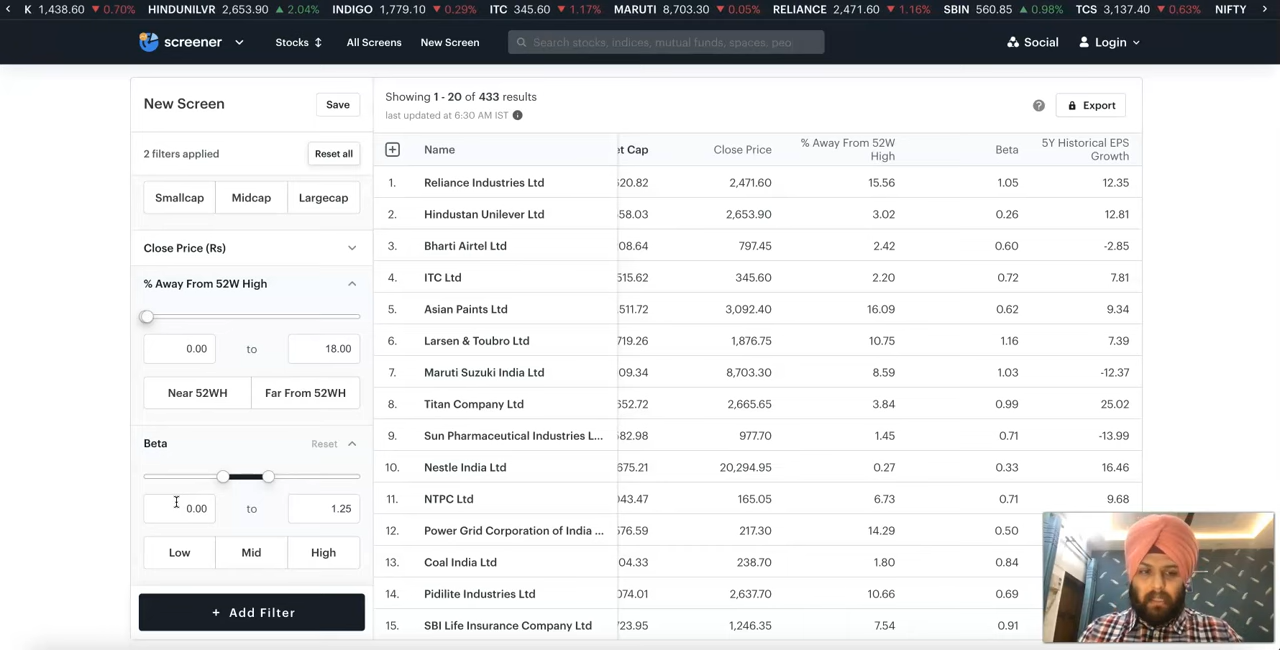 K 1,438.60 ▼ 0.70% HINDUNILVR 2,653.90 ▲ 2.04% INDIGO 1,779.10 ▼ 0.29% ITC 345.60 ▼ 1.17% MARUTI 8,703.30 ▼ 0.05% RELIANCE 2,471.60 ▼ 1.16% SBIN 560.85 ▲ 0.98% TCS 3,137.40 ▼ 0.63% NIFTY
screener Stocks All Screens New Screen Search stocks, indices, mutual funds, spaces, peo Social Login
New Screen Save
Showing 1 - 20 of 433 results
last updated at 6:30 AM IST
Export
2 filters applied Reset all
Name t Cap Close Price % Away From 52W High Beta 5Y Historical EPS Growth
Smallcap Midcap Largecap
Close Price (Rs)
% Away From 52W High
0.00 to 18.00
Near 52WH Far From 52WH
Beta Reset
0.00 to 1.25
Low Mid High
+ Add Filter
1. Reliance Industries Ltd 520.82 2,471.60 15.56 1.05 12.35
2. Hindustan Unilever Ltd 58.03 2,653.90 3.02 0.26 12.81
3. Bharti Airtel Ltd 08.64 797.45 2.42 0.60 -2.85
4. ITC Ltd 515.62 345.60 2.20 0.72 7.81
5. Asian Paints Ltd 511.72 3,092.40 16.09 0.62 9.34
6. Larsen & Toubro Ltd 719.26 1,876.75 10.75 1.16 7.39
7. Maruti Suzuki India Ltd 09.34 8,703.30 8.59 1.03 -12.37
8. Titan Company Ltd 652.72 2,665.65 3.84 0.99 25.02
9. Sun Pharmaceutical Industries L... 82.98 977.70 1.45 0.71 -13.99
10. Nestle India Ltd 675.21 20,294.95 0.27 0.33 16.46
11. NTPC Ltd 043.47 165.05 6.73 0.71 9.68
12. Power Grid Corporation of India ... 576.59 217.30 14.29 0.50
13. Coal India Ltd 04.33 238.70 1.80 0.84
14. Pidilite Industries Ltd 074.01 2,637.70 10.66 0.69
15. SBI Life Insurance Company Ltd 723.95 1,246.35 7.54 0.91